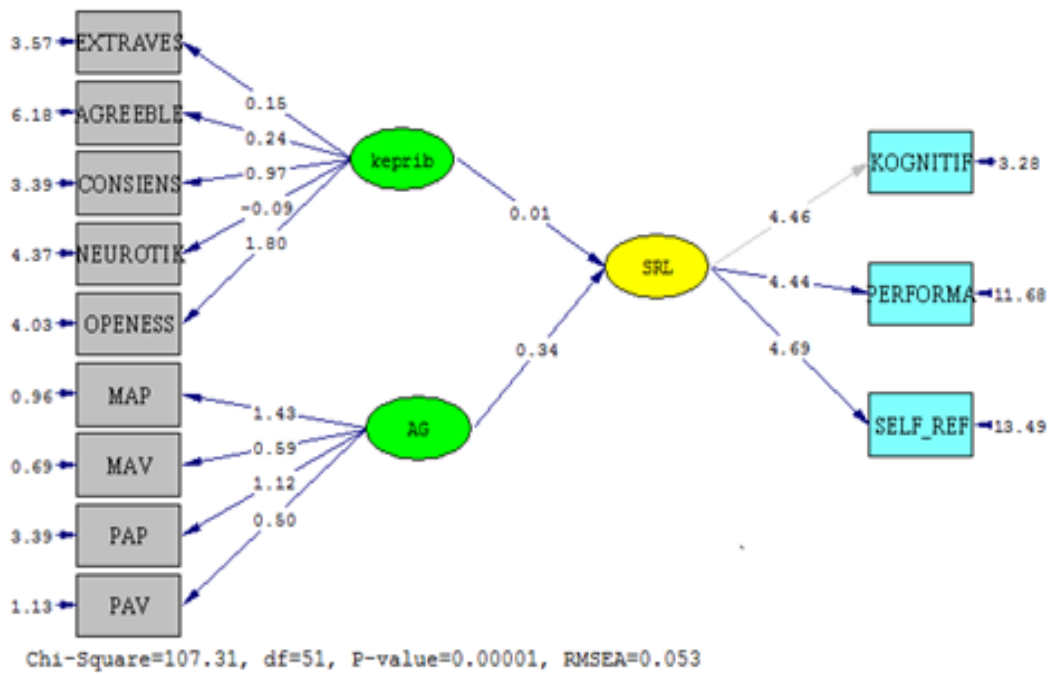 3.57 EXTRAVES
0.15
6.18 AGREEBLE
0.24
keprib
KOGNITIF 3.28
3.39 CONSIENS
0.97
-0.09
0.01
4.46
4.37 NEUROTIK
1.80
SRL
4.44
PERFORMA 11.68
4.03 OPENESS
0.34
4.69
0.96 MAP
1.43
AG
SELF_REF 13.49
0.59
0.69 MAV
1.12
0.50
3.39 PAP
1.13 PAV
Chi-Square=107.31, df=51, P-value=0.00001, RMSEA=0.053